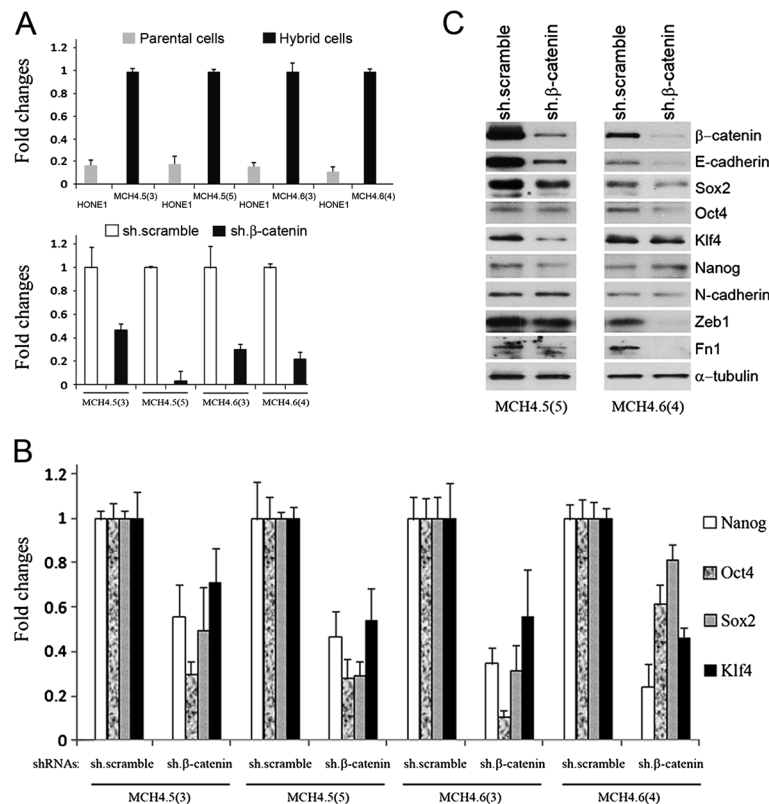 A
Parental cells Hybrid cells
Fold changes
1.2
1
0.8
0.6
0.4
0.2
0
HONE1 MCH4.5(3) HONE1 MCH4.5(5) HONE1 MCH4.6(3) HONE1 MCH4.6(4)
sh.scramble sh.β-catenin
Fold changes
1.2
1
0.8
0.6
0.4
0.2
0
MCH4.5(3) MCH4.5(5) MCH4.6(3) MCH4.6(4)
C
sh.scramble sh.β-catenin sh.scramble sh.β-catenin
β-catenin
E-cadherin
Sox2
Oct4
Klf4
Nanog
N-cadherin
Zeb1
Fn1
α-tubulin
MCH4.5(5) MCH4.6(4)
B
Fold changes
1.2
1
0.8
0.6
0.4
0.2
0
Nanog
Oct4
Sox2
Klf4
shRNAs: sh.scramble sh.β-catenin sh.scramble sh.β-catenin sh.scramble sh.β-catenin sh.scramble sh.β-catenin
MCH4.5(3) MCH4.5(5) MCH4.6(3) MCH4.6(4)